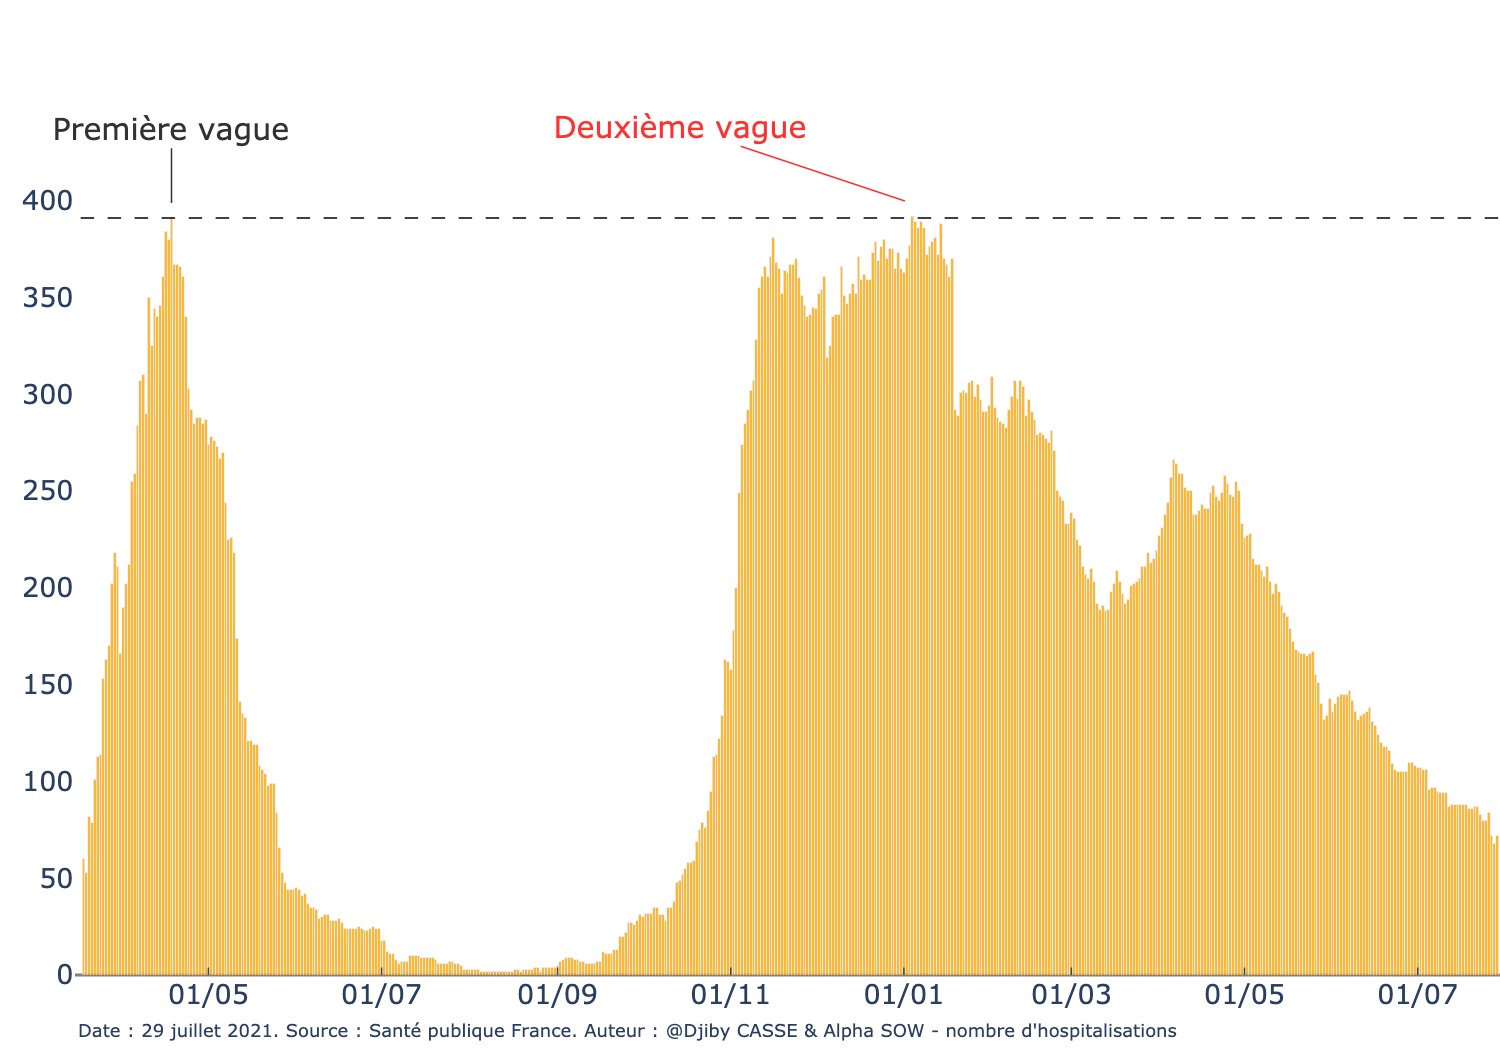 Première vague
Deuxième vague
400
350
300
250
200
150
100
50
0
01/05 01/07 01/09 01/11 01/01 01/03 01/05 01/07
Date : 29 juillet 2021. Source : Santé publique France. Auteur : @Djiby CASSE & Alpha SOW - nombre d'hospitalisations